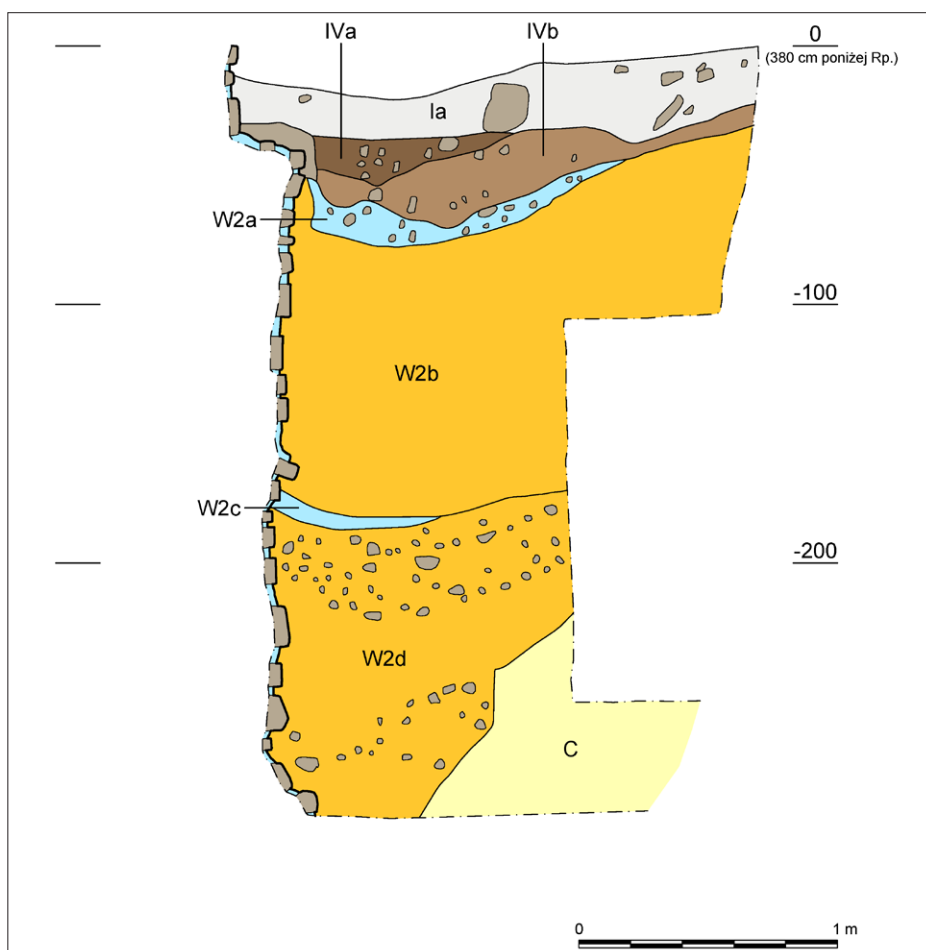 IVa
IVb
0
(380 cm poniżej Rp.)
Ia
W2a
-100
W2b
W2c
-200
W2d
C
0
1 m